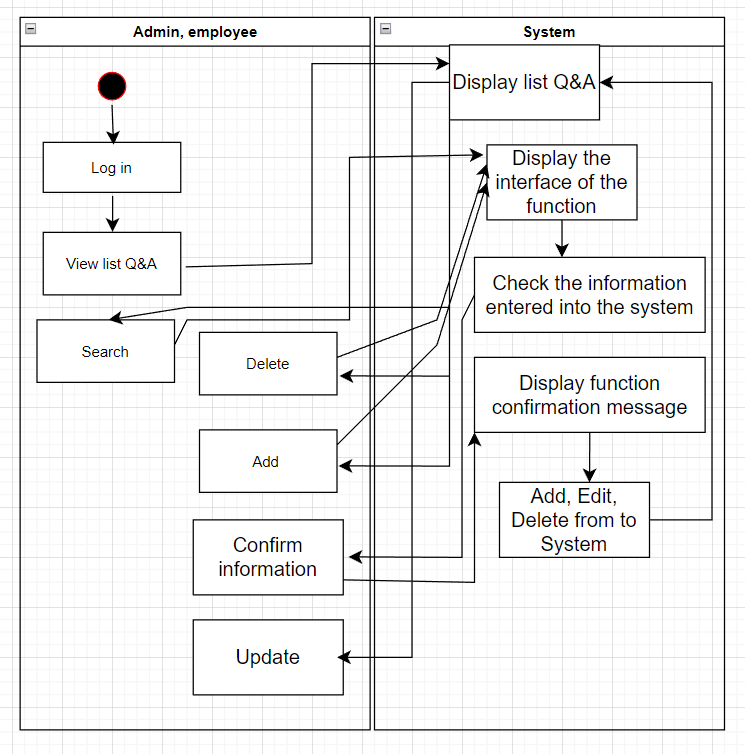 Admin, employee
System
Display list Q&A
Log in
Display the
interface of the
function
View list Q&A
Check the information
entered into the system
Search
Delete
Display function
confirmation message
Add
Add, Edit,
Delete from to
System
Confirm
information
Update